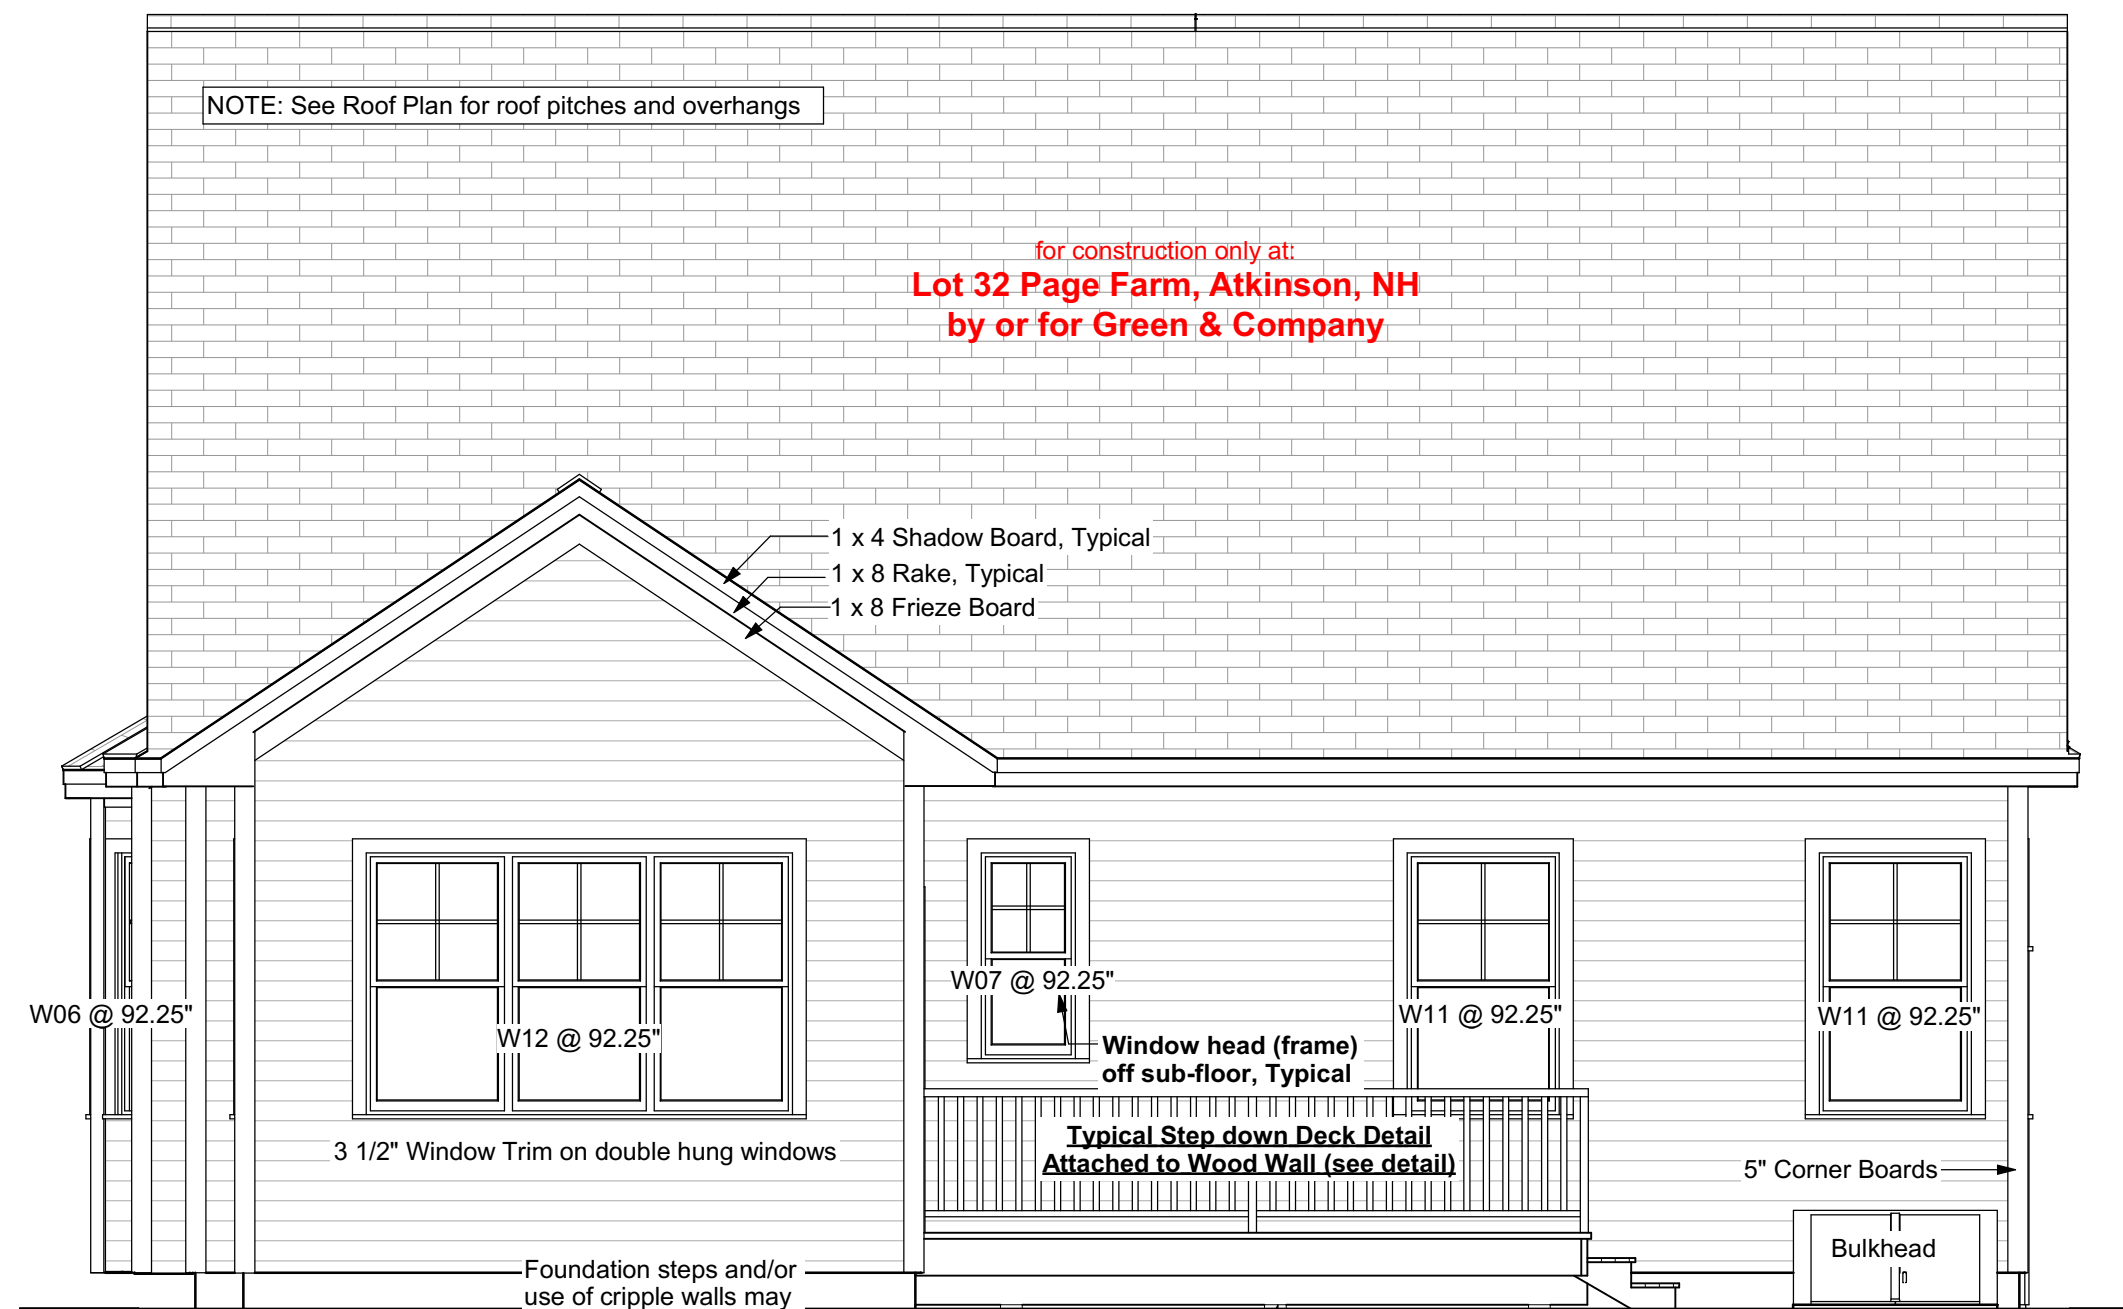 NOTE: See Roof Plan for roof pitches and overhangs
for construction only at:
Lot 32 Page Farm, Atkinson, NH
by or for Green & Company
1 x 4 Shadow Board, Typical
1 x 8 Rake, Typical
1 x 8 Frieze Board
W06 @ 92.25"
W12 @ 92.25"
W07 @ 92.25"
W11 @ 92.25"
W11 @ 92.25"
Window head (frame)
off sub-floor, Typical
3 1/2" Window Trim on double hung windows
Typical Step down Deck Detail
Attached to Wood Wall (see detail)
5" Corner Boards
Bulkhead
Foundation steps and/or
use of cripple walls may